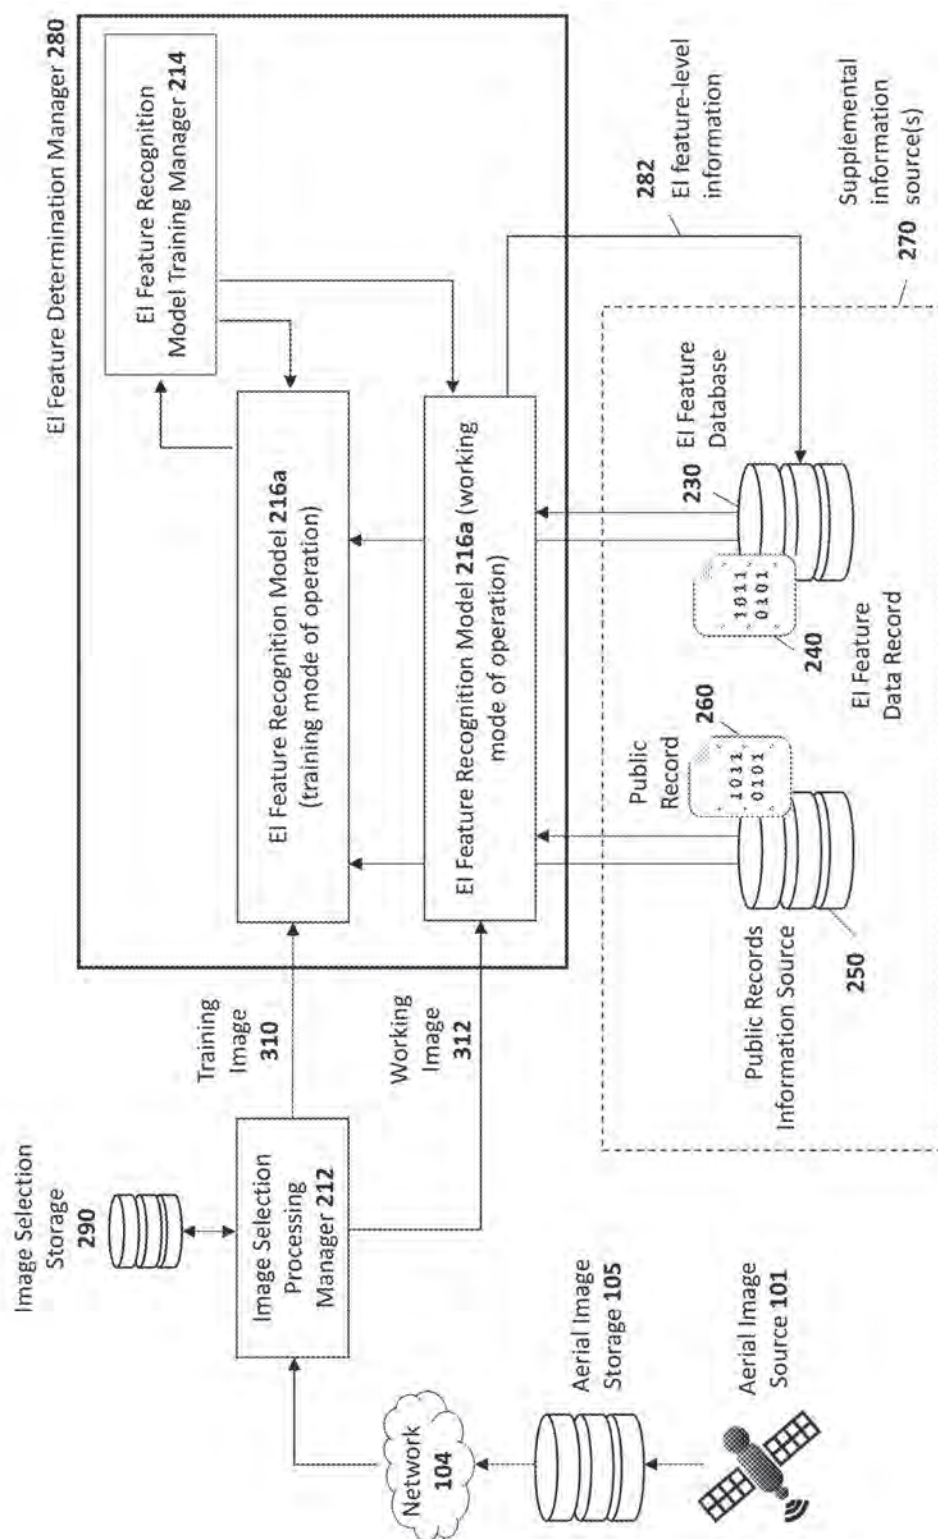 EI Feature Determination Manager 280
EI Feature Recognition
Model Training Manager 214
EI Feature Recognition Model 216a
(training mode of operation)
EI Feature Recognition Model 216a (working
mode of operation)
282
EI feature-level
information
Image Selection
Storage
290
Image Selection
Processing
Manager 212
Training
Image
310
Working
Image
312
Network
104
Aerial Image
Storage 105
Aerial Image
Source 101
Public
Record
260
1011
0101
Public Records
Information Source
250
230
EI Feature
Database
1011
0101
240
EI Feature
Data Record
Supplemental
information
source(s)
270